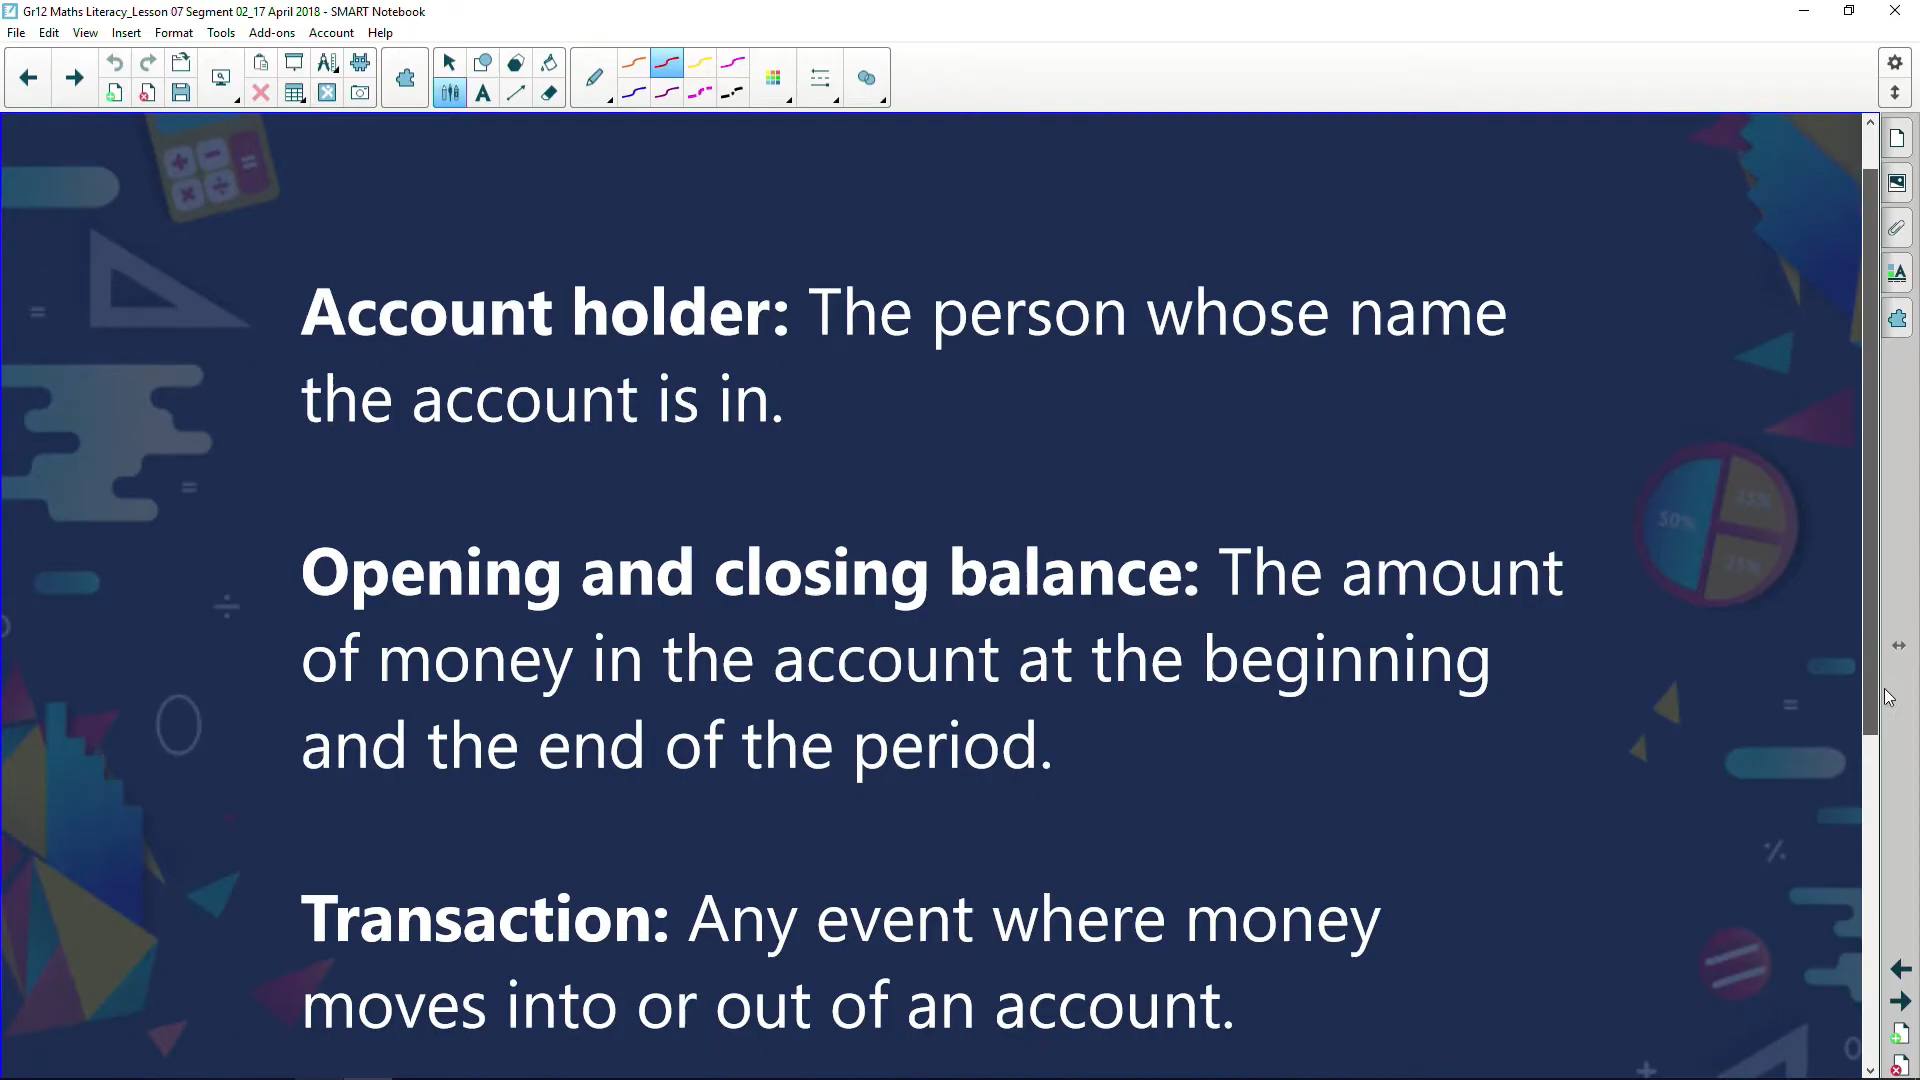 Gr12 Maths Literacy_Lesson 07 Segment 02_17 April 2018 - SMART Notebook
File Edit View Insert Format Tools Add-ons Account Help
Account holder: The person whose name
the account is in.
Opening and closing balance: The amount
of money in the account at the beginning
and the end of the period.
Transaction: Any event where money
moves into or out of an account.
50%
25%
25%